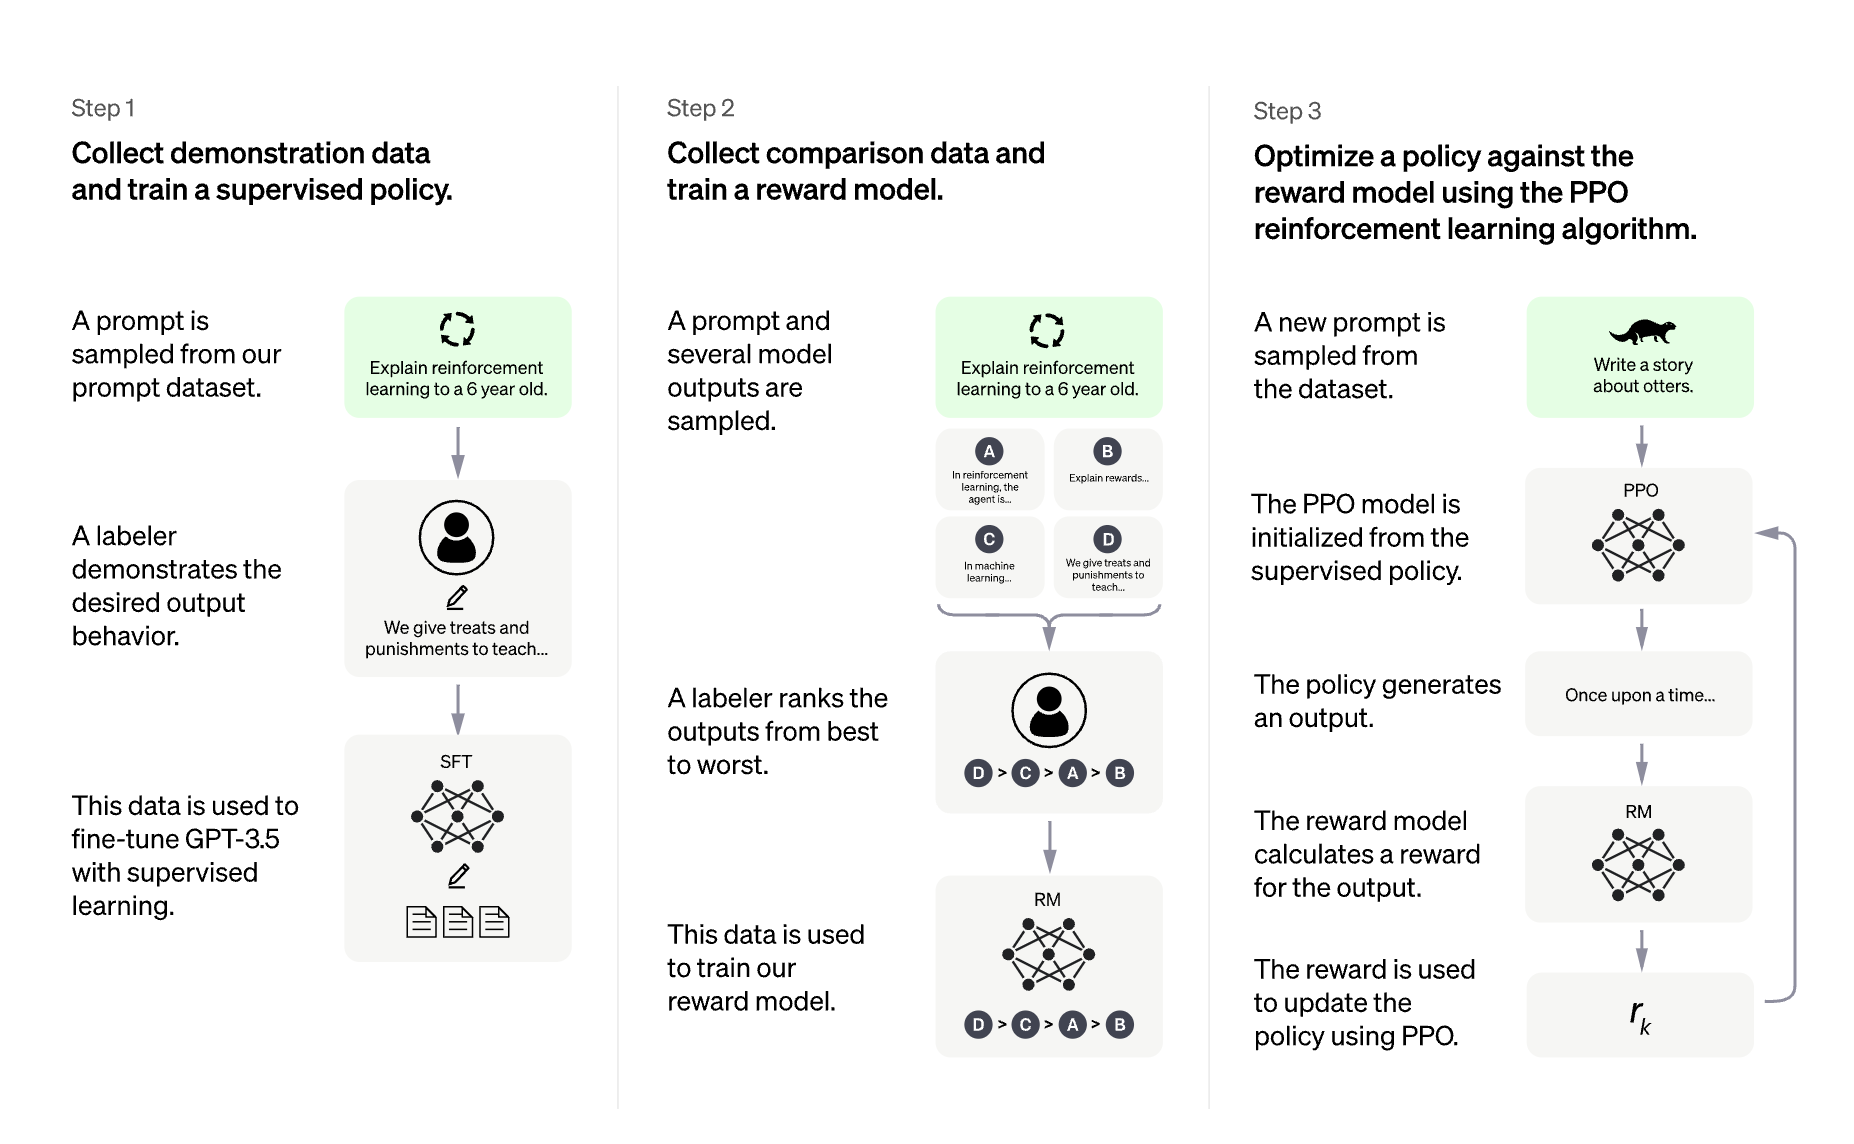 Step 1
Collect demonstration data
and train a supervised policy.
A prompt is
sampled from our
prompt dataset.
Explain reinforcement
learning to a 6 year old.
A labeler
demonstrates the
desired output
behavior.
We give treats and
punishments to teach...
This data is used to
fine-tune GPT-3.5
with supervised
learning.
SFT
Step 2
Collect comparison data and
train a reward model.
A prompt and
several model
outputs are
sampled.
Explain reinforcement
learning to a 6 year old.
A
In reinforcement
learning, the
agent is...
B
Explain rewards...
C
In machine
learning...
D
We give treats and
punishments to
teach...
A labeler ranks the
outputs from best
to worst.
D > C > A > B
This data is used
to train our
reward model.
RM
D > C > A > B
Step 3
Optimize a policy against the
reward model using the PPO
reinforcement learning algorithm.
A new prompt is
sampled from
the dataset.
Write a story
about otters.
The PPO model is
initialized from the
supervised policy.
PPO
The policy generates
an output.
Once upon a time...
The reward model
calculates a reward
for the output.
RM
The reward is used
to update the
policy using PPO.
rk